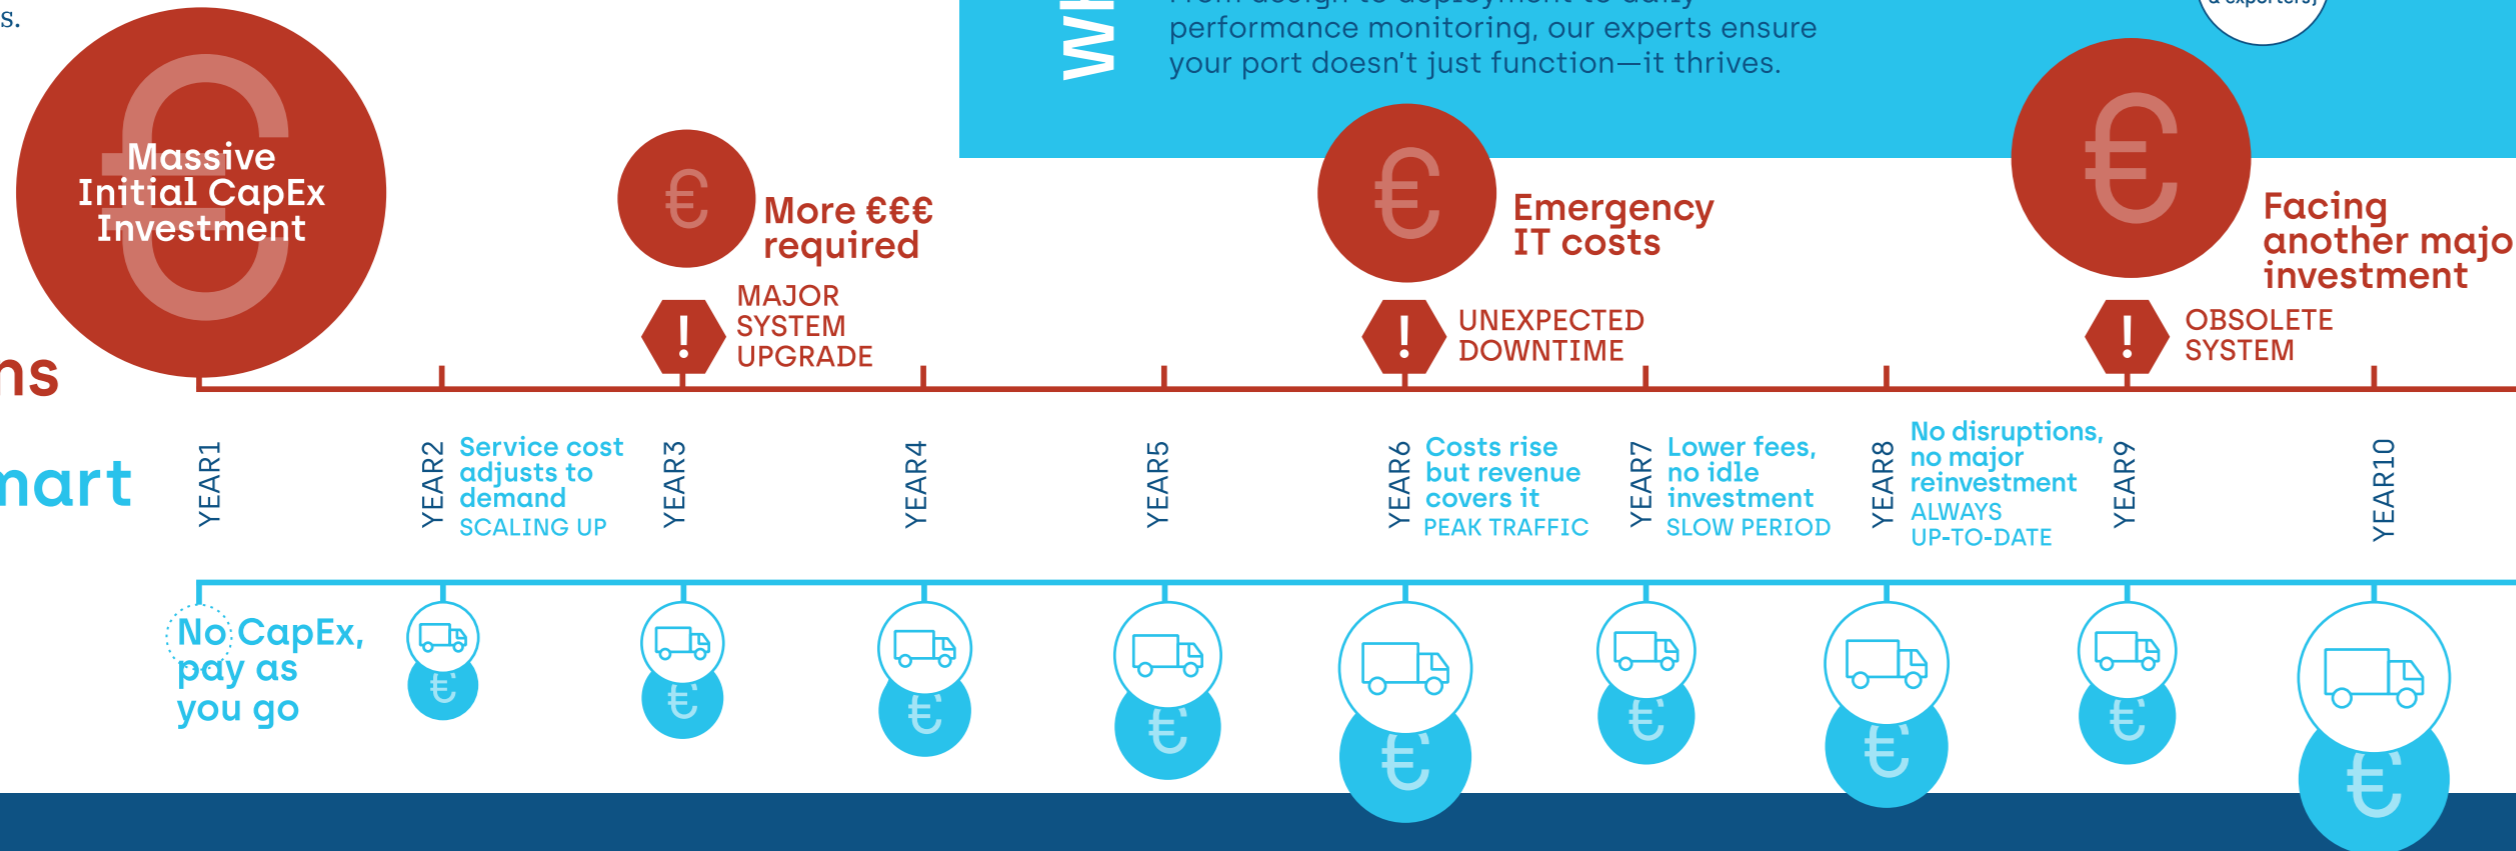 s.
performance monitoring, our experts ensure
your port doesn't just function—it thrives.
& exporters)
Massive
Initial CapEx
Investment
€
More €€€
required
MAJOR
SYSTEM
UPGRADE
€
Emergency
IT costs
UNEXPECTED
DOWNTIME
€
Facing
another majo
investment
OBSOLETE
SYSTEM
ns
mart
YEAR1
YEAR2
Service cost
adjusts to
demand
SCALING UP
YEAR3
YEAR4
YEAR5
YEAR6
Costs rise
but revenue
covers it
PEAK TRAFFIC
YEAR7
Lower fees,
no idle
investment
SLOW PERIOD
YEAR8
No disruptions,
no major
reinvestment
ALWAYS
UP-TO-DATE
YEAR9
YEAR10
No CapEx,
pay as
you go
€
€
€
€
€
€
€
€
€